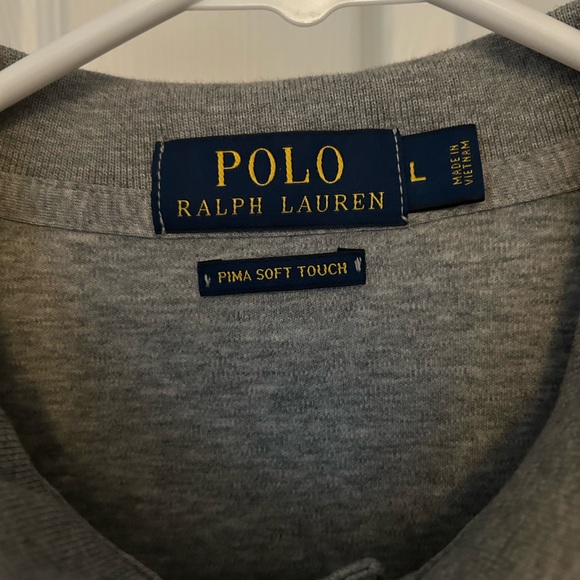 POLO
RALPH LAUREN
L
MADE IN
VIETNAM
PIMA SOFT TOUCH